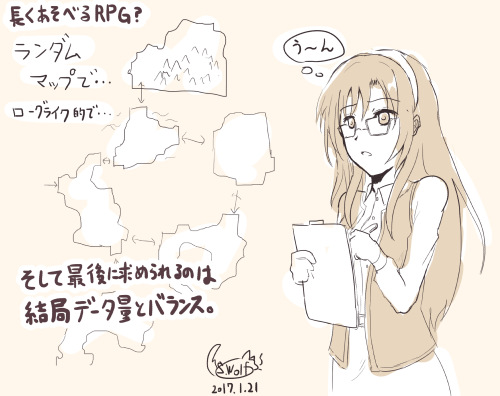 長くあそべるRPG?
ランダム
マップで…
ローグライク的で…
う〜ん
そして最後に求められるのは
結局データ量とバランス。
Wolf
2017.1.21